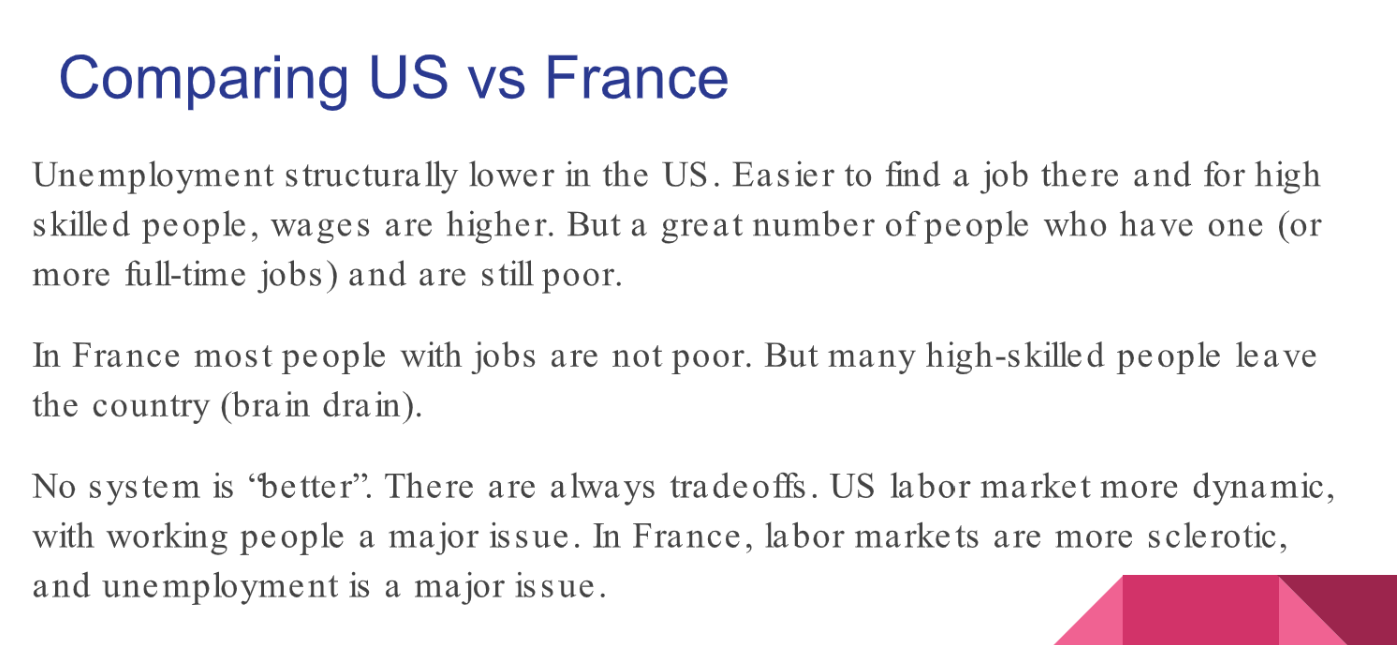 Comparing US vs France
Unemployment structurally lower in the US. Easier to find a job there and for high
skilled people, wages are higher. But a great number of people who have one (or
more full-time jobs) and are still poor.
In France most people with jobs are not poor. But many high-skilled people leave
the country (brain drain).
No system is “better”. There are always tradeoffs. US labor market more dynamic,
with working people a major issue. In France, labor markets are more sclerotic,
and unemployment is a major issue.